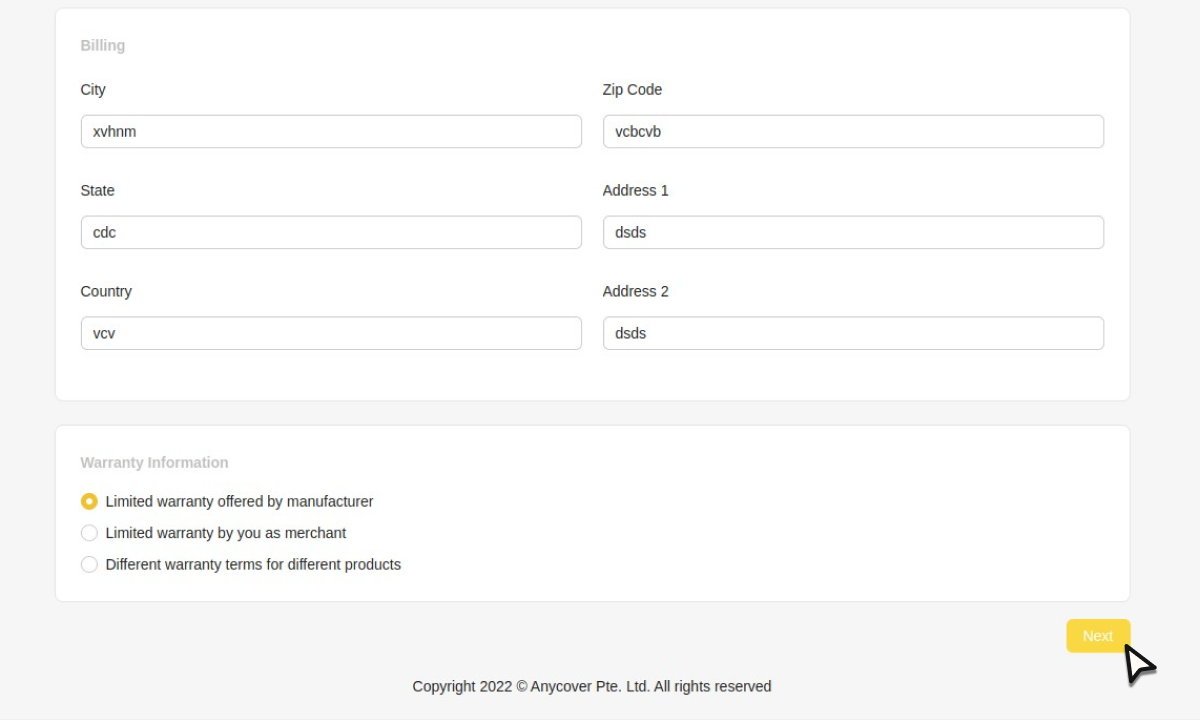 Billing
City
Zip Code
xvhnm
vcbcvb
State
Address 1
cdc
dsds
Country
Address 2
vcv
dsds
Warranty Information
Limited warranty offered by manufacturer
Limited warranty by you as merchant
Different warranty terms for different products
Next
Copyright 2022 © Anycover Pte. Ltd. All rights reserved